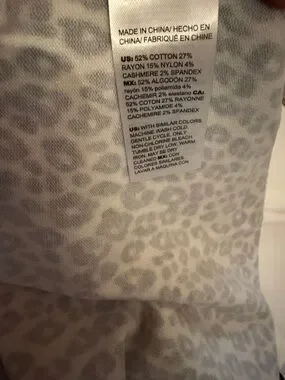 MADE IN CHINA/ HECHO EN
CHINA/ FABRIQUÉ EN CHINE
US: 52% COTTON 27%
RAYON 15% NYLON 4%
CASHMERE 2% SPANDEX
MX: 52% ALGODÓN 27%
rayón 15% poliamida 4%
CACHEMIR 2% elastano CA:
52% COTON 27% RAYONNE
15% POLYAMIDE 4%
CACHEMIRE 2% SPANDEX
US: WITH SIMILAR COLORS
MACHINE WASH COLD,
GENTLE CYCLE. ONLY
NON-CHLORINE BLEACH.
TUMBLE DRY LOW. WARM
IRON. MAY BE DRY
CLEANED MX: CON
COLORES SIMILARES
LAVAR A MAQUINA CON